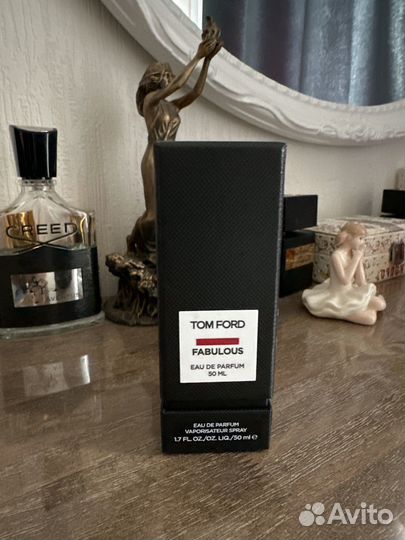 CREED
TOM FORD
FABULOUS
EAU DE PARFUM
50 ML
EAU DE PARFUM
VAPORISATEUR SPRAY
1.7 FL. OZ./OZ. LIQ./50 ml ℮
Avito